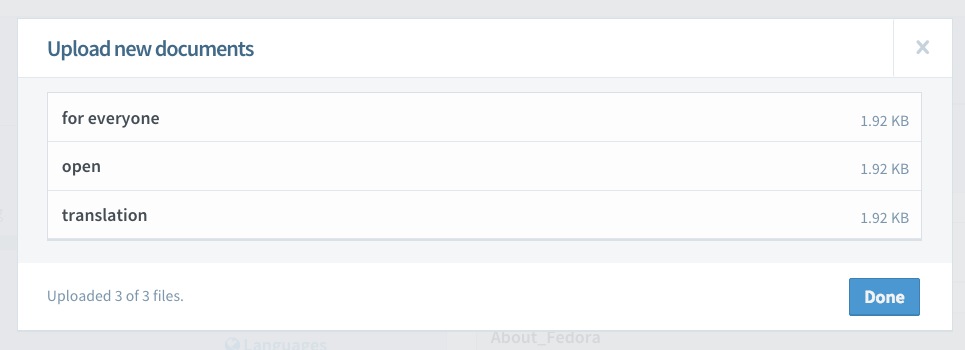 Upload new documents
×
for everyone 1.92 KB
open 1.92 KB
translation 1.92 KB
Uploaded 3 of 3 files.
Done
Languages
About_Fedora